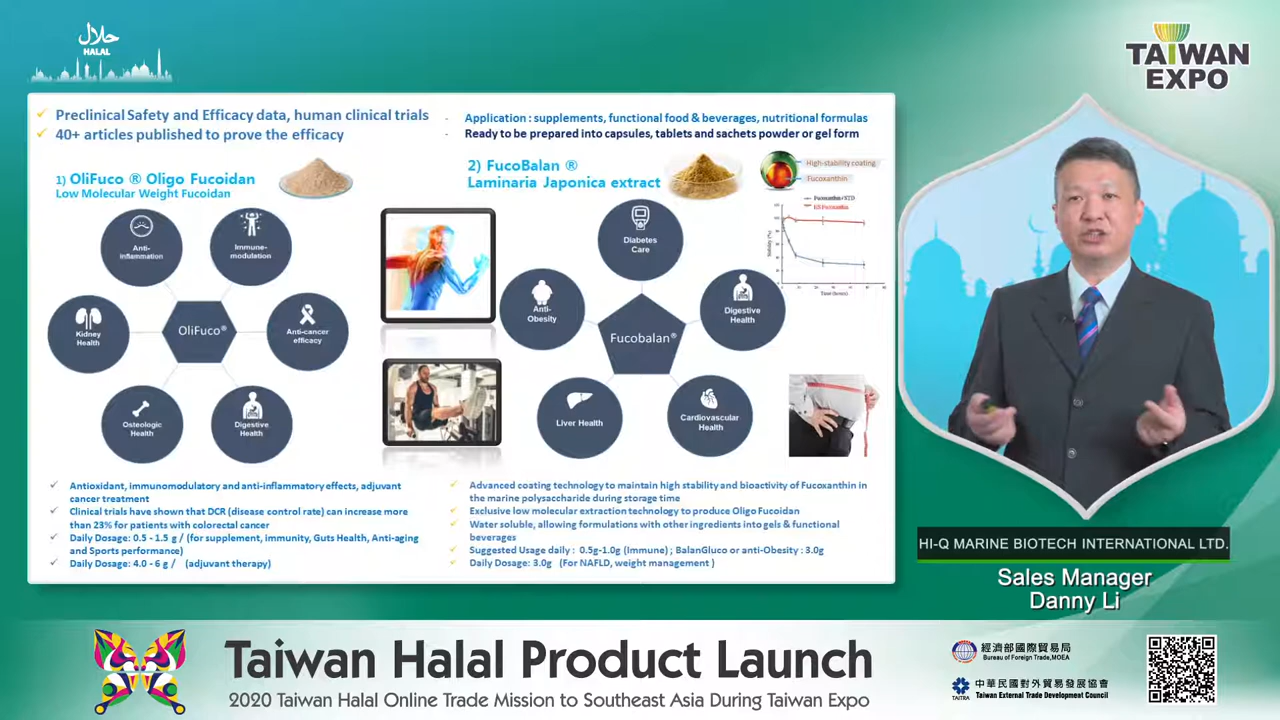 حلال
HALAL
TAIWAN
EXPO
Preclinical Safety and Efficacy data, human clinical trials
40+ articles published to prove the efficacy
- Application : supplements, functional food & beverages, nutritional formulas
- Ready to be prepared into capsules, tablets and sachets powder or gel form
1) OliFuco ® Oligo Fucoidan
Low Molecular Weight Fucoidan
2) FucoBalan ®
Laminaria Japonica extract
High-stability coating
Fucoxanthin
Anti-
inflammation
Immune-
modulation
Kidney
Health
OliFuco®
Anti-cancer
efficacy
Osteologic
Health
Digestive
Health
Diabetes
Care
Anti-
Obesity
Digestive
Health
Fucobalan®
Liver Health
Cardiovascular
Health
Fucoxanthin STD
HS Fucoxanthin
Stability (%)
Time (hours)
Antioxidant, immunomodatory and anti-inflammatory effects, adjuvant
cancer treatment
Clinical trials have shown that DCR (disease control rate) can increase more
than 23% for patients with colorectal cancer
Daily Dosage: 0.5 - 1.5 g / (for supplement, immunity, Guts Health, Anti-aging
and Sports performance)
Daily Dosage: 4.0 - 6 g / (adjuvant therapy)
Advanced coating technology to maintain high stability and bioactivity of Fucoxanthin in
the marine polysaccharide during storage time
Exclusive low molecular extraction technology to produce Oligo Fucoidan
Water soluble, allowing formulations with other ingredients into gels & functional
beverages
Suggested Usage daily : 0.5g-1.0g (Immune) ; BalanGluco or anti-Obesity : 3.0g
Daily Dosage: 3.0g (For NAFLD, weight management )
HI-Q MARINE BIOTECH INTERNATIONAL LTD.
Sales Manager
Danny Li
Taiwan Halal Product Launch
2020 Taiwan Halal Online Trade Mission to Southeast Asia During Taiwan Expo
經濟部國際貿易局
Bureau of Foreign Trade,MOEA
TAITRA
中華民國對外貿易發展協會
Taiwan External Trade Development Council